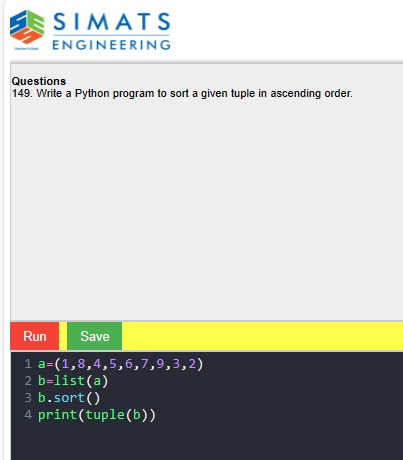 SIMATS
ENGINEERING
Questions
149. Write a Python program to sort a given tuple in ascending order.
Run Save
1 a=(1,8,4,5,6,7,9,3,2)
2 b=list(a)
3 b.sort()
4 print(tuple(b))